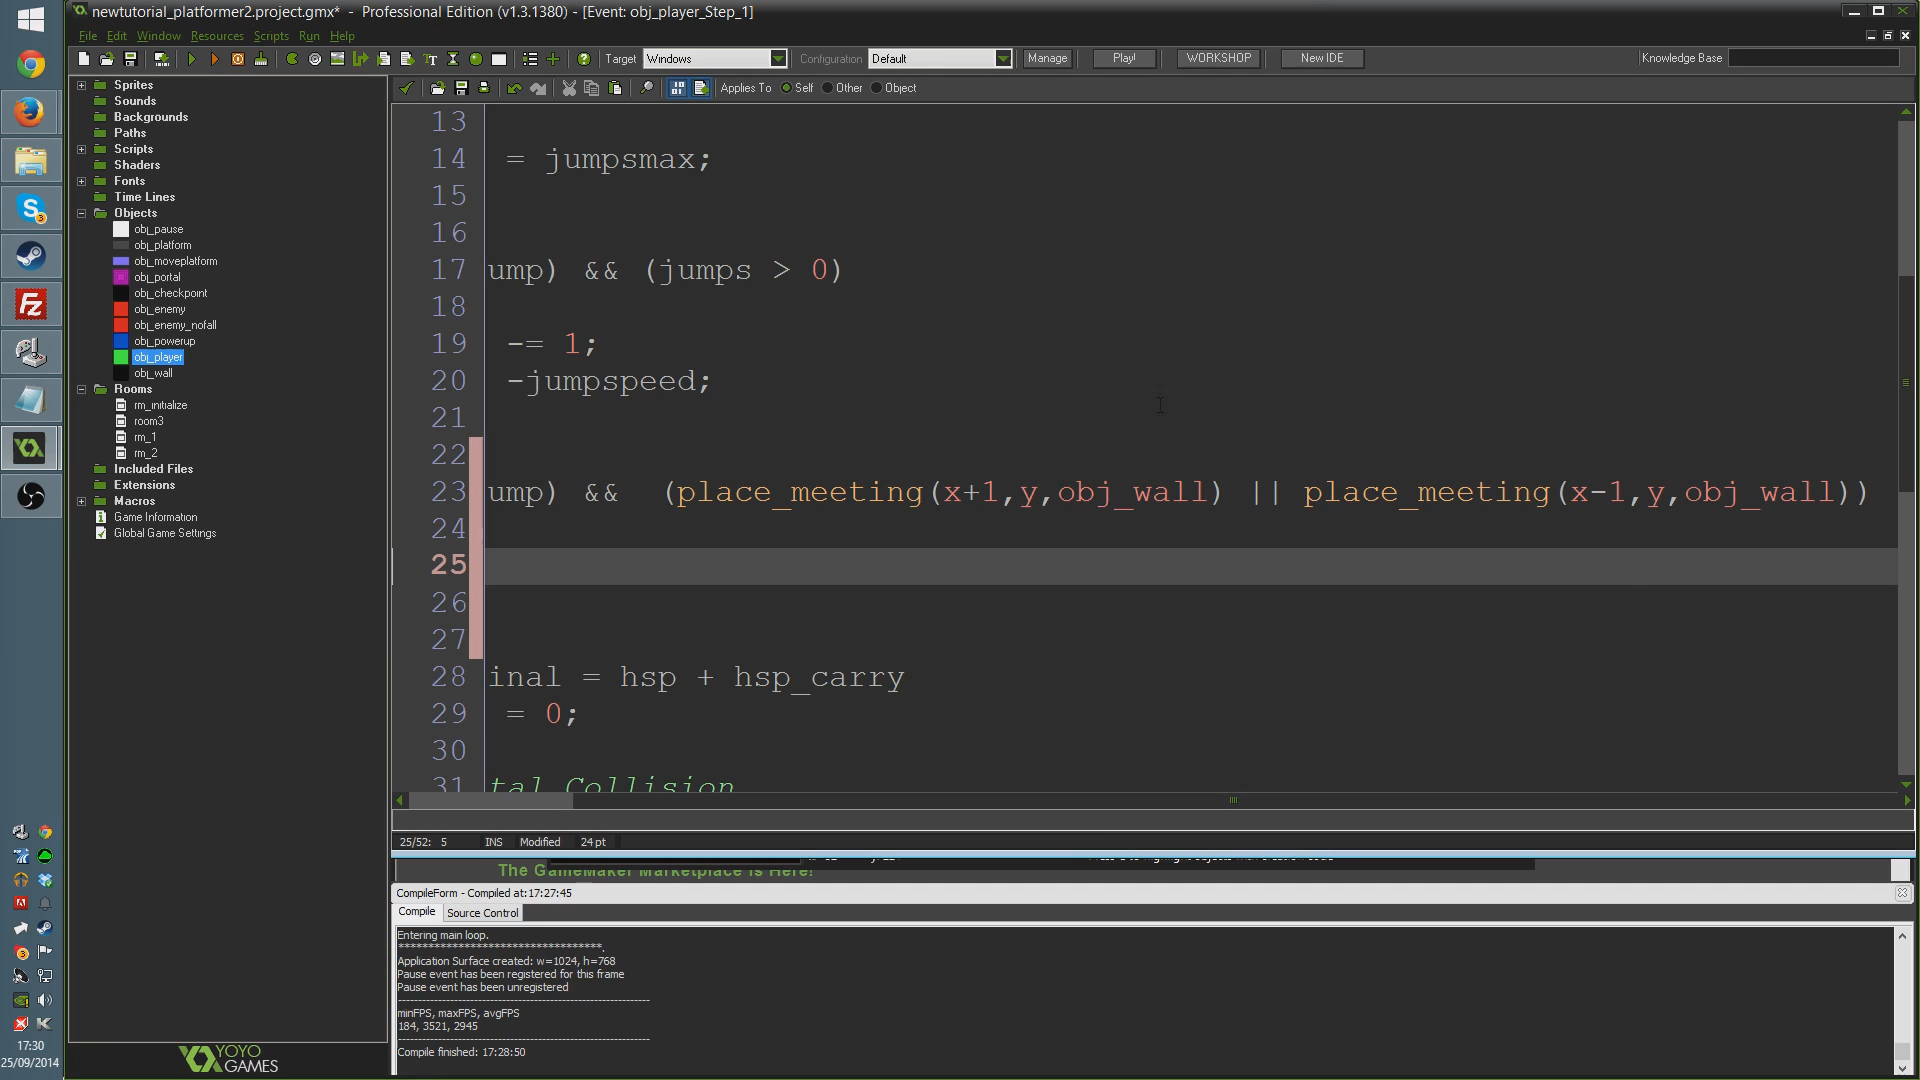 newtutorial_platformer2.project.gmx* - Professional Edition (v1.3.1380) - [Event: obj_player_Step_1]
File Edit Window Resources Scripts Run Help
Target Windows Configuration Default Manage Play! WORKSHOP New IDE Knowledge Base
Applies To Self Other Object
Sprites
Sounds
Backgrounds
Paths
Scripts
Shaders
Fonts
Time Lines
Objects
obj_pause
obj_platform
obj_moveplatform
obj_portal
obj_checkpoint
obj_enemy
obj_enemy_nofall
obj_powerup
obj_player
obj_wall
Rooms
rm_initialize
room3
rm_1
rm_2
Included Files
Extensions
Macros
Game Information
Global Game Settings
YOYO
GAMES
13
14 = jumpsmax;
15
16
17 ump) && (jumps > 0)
18
19 -= 1;
20 -jumpspeed;
21
22
23 ump) && (place_meeting(x+1,y,obj_wall) || place_meeting(x-1,y,obj_wall))
24
25
26
27
28 inal = hsp + hsp_carry
29 = 0;
30
31 tal Collision
25/52: 5 INS Modified 24 pt
The GameMaker Marketplace is Here!
CompileForm - Compiled at:17:27:45
Compile Source Control
Entering main loop.
**********************************.
Application Surface created: w=1024, h=768
Pause event has been registered for this frame
Pause event has been unregistered
----------------------------------------------------------------
minFPS, maxFPS, avgFPS
184, 3521, 2945
----------------------------------------------------------------
Compile finished: 17:28:50
17:30
25/09/2014